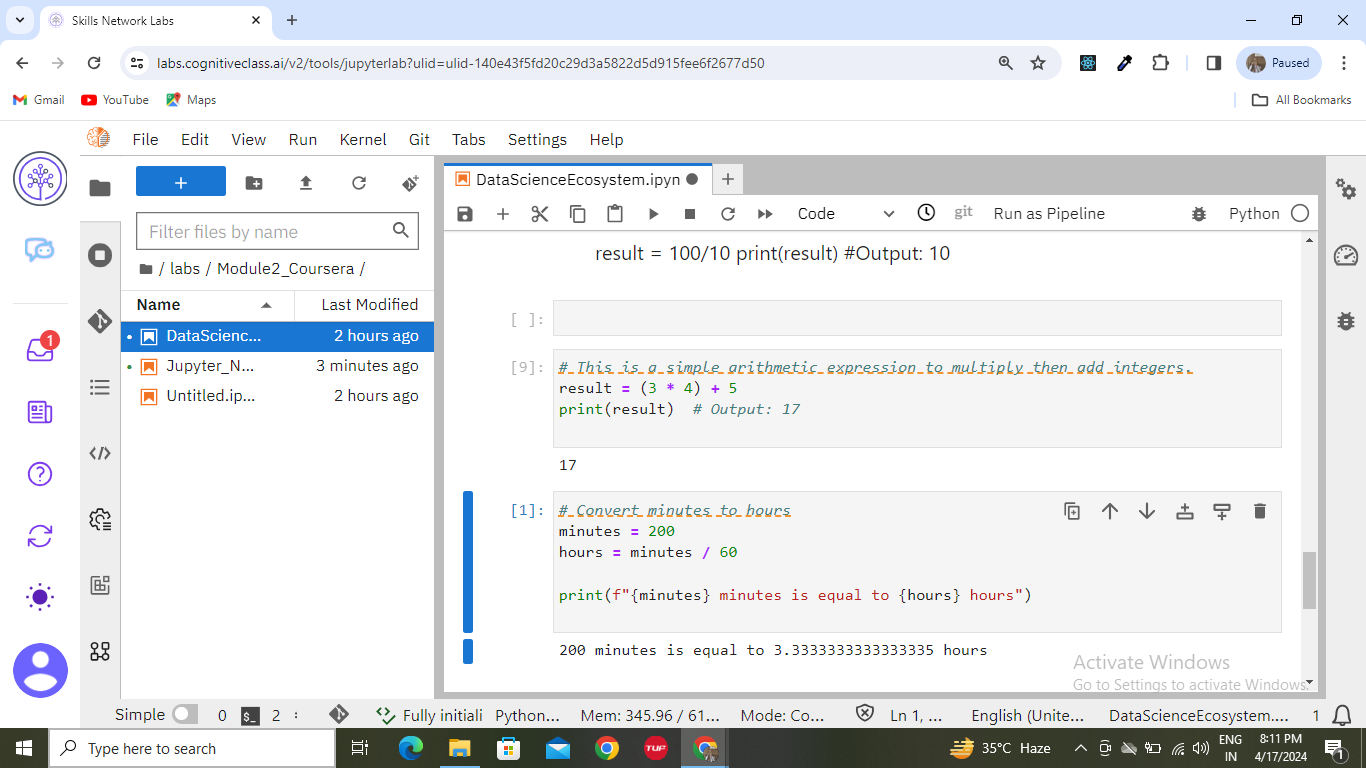 Skills Network Labs
labs.cognitiveclass.ai/v2/tools/jupyterlab?ulid=ulid-140e43f5fd20c29d3a5822d5d915fee6f2677d50
Paused
Gmail YouTube Maps All Bookmarks
File Edit View Run Kernel Git Tabs Settings Help
DataScienceEcosystem.ipyn
Filter files by name
Code git Run as Pipeline Python
/ labs / Module2_Coursera /
Name Last Modified
DataScienc... 2 hours ago
Jupyter_N... 3 minutes ago
Untitled.ip... 2 hours ago
1
result = 100/10 print(result) #Output: 10
[ ]:
[9]: # This is a simple arithmetic expression to multiply then add integers.
result = (3 * 4) + 5
print(result)  # Output: 17
17
[1]: # Convert minutes to hours
minutes = 200
hours = minutes / 60
print(f"{minutes} minutes is equal to {hours} hours")
200 minutes is equal to 3.3333333333333335 hours
Activate Windows
Go to Settings to activate Windows.
Simple 0 $_ 2 Fully initiali Python... Mem: 345.96 / 61... Mode: Co... Ln 1, ... English (Unite... DataScienceEcosystem.... 1
Type here to search
TUF
35°C Haze
ENG
IN
8:11 PM
4/17/2024
1